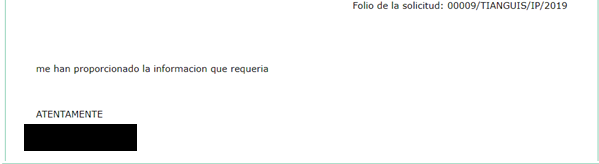 Folio de la solicitud: 00009/TIANGUIS/IP/2019
me han proporcionado la informacion que requeria
ATENTAMENTE